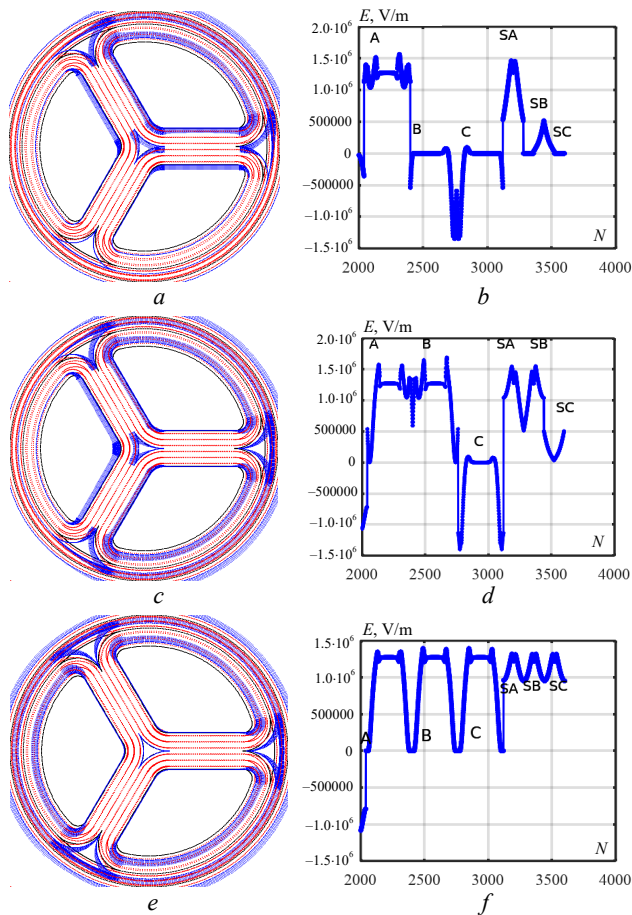 E, V/m
SA
2.0·10⁶
A
1.5·10⁶
1.0·10⁶
SB
500000
B
C
SC
0
−500000
−1.0·10⁶
N
−1.5·10⁶
2000 2500 3000 3500 4000
a
b
E, V/m
2.0·10⁶
A
B
SA
SB
1.5·10⁶
1.0·10⁶
SC
500000
C
0
−500000
−1.0·10⁶
N
−1.5·10⁶
2000 2500 3000 3500 4000
c
d
E, V/m
1.5·10⁶
1.0·10⁶
SA SB SC
500000
A
B
C
0
−500000
−1.0·10⁶
N
−1.5·10⁶
2000 2500 3000 3500 4000
e
f